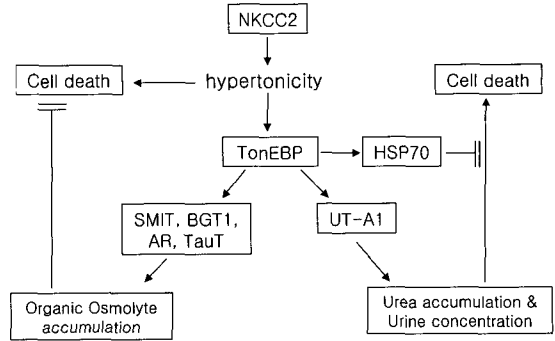 NKCC2
Cell death
hypertonicity
Cell death
TonEBP
HSP70
SMIT, BGT1,
AR, TauT
UT-A1
Organic Osmolyte
accumulation
Urea accumulation &
Urine concentration